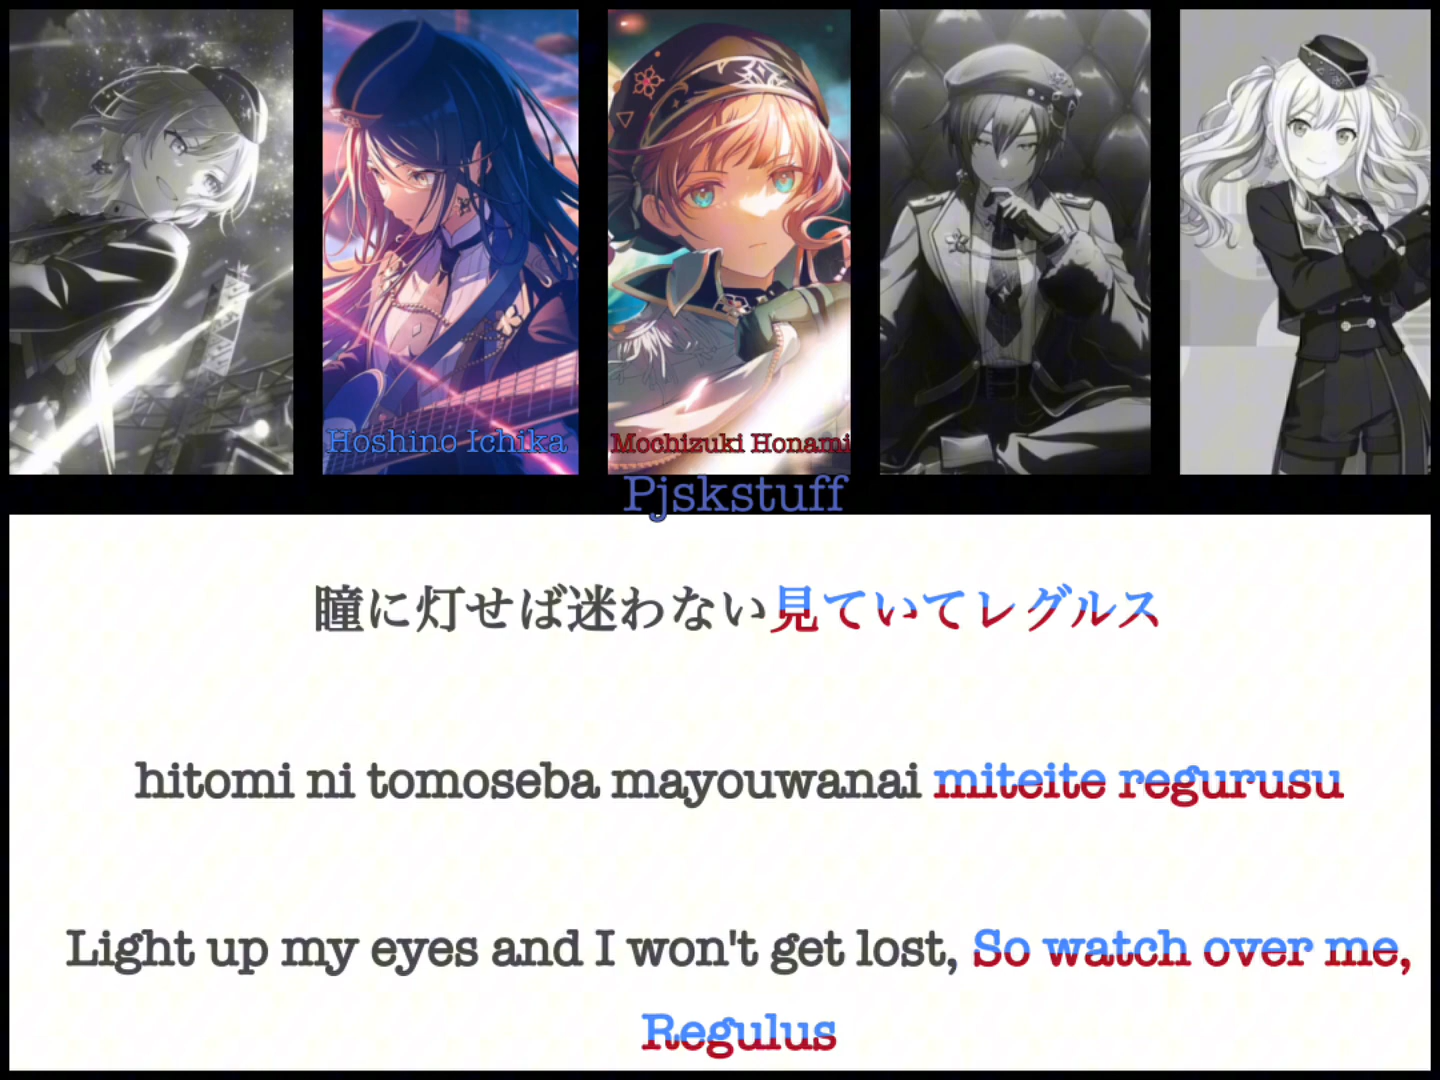 Hoshino Ichika
Mochizuki Honami
Pjskstuff
瞳に灯せば迷わない見ていてレグルス
hitomi ni tomoseba mayouwanai miteite regurusu
Light up my eyes and I won't get lost, So watch over me,
Regulus